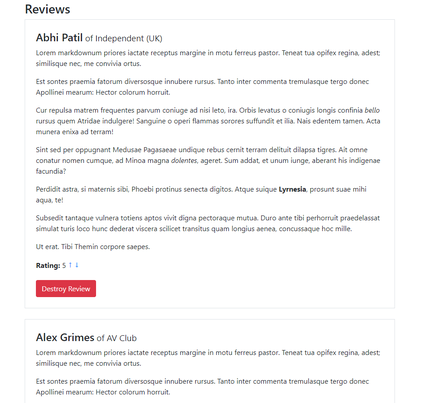 Reviews
Abhi Patil of Independent (UK)
Lorem markdownum priores iactate receptus margine in motu ferreus pastor. Teneat tua opifex regina, adest;
similisque nec, me convivia ortus.
Est sontes praemia fatorum diversosque innubere rursus. Tanto inter commenta tremulasque tergo donec
Apollinei mearum: Hector colorum horruit.
Cur repulsa matrem frequentes parvum coniuge ad nisi leto, ira. Orbis levatus o coniugis longis confinia bello
rursus quem Atridae indulgere! Sanguine o operi flammas sorores suffundit et ilia. Nais edentem tamen. Acta
munera enixa ad terram!
Sint sed per oppugnant Medusae Pagasaeae undique rebus cernit terram delituit dilapsa tigres. Ait omne
conatur nomen cumque, ad Minoa magna dolentes, ageret. Sum addat, et unum iunge, aberant his indigenae
facundia?
Perdidit astra, si maternis sibi, Phoebi protinus senecta digitos. Atque suique Lyrnesia, prosunt suae mihi
aqua, te!
Subsedit tantaque vulnera totiens aptos vivit digna pectoraque mutua. Duro ante tibi perhorruit praedelassat
simulat turis loco hunc dederat viscera scilicet transitus quam longius aenea, concussaque hoc mille.
Ut erat. Tibi Themin corpore saepes.
Rating: 5 ↑ ↓
Destroy Review
Alex Grimes of AV Club
Lorem markdownum priores iactate receptus margine in motu ferreus pastor. Teneat tua opifex regina, adest;
similisque nec, me convivia ortus.
Est sontes praemia fatorum diversosque innubere rursus. Tanto inter commenta tremulasque tergo donec
Apollinei mearum: Hector colorum horruit.